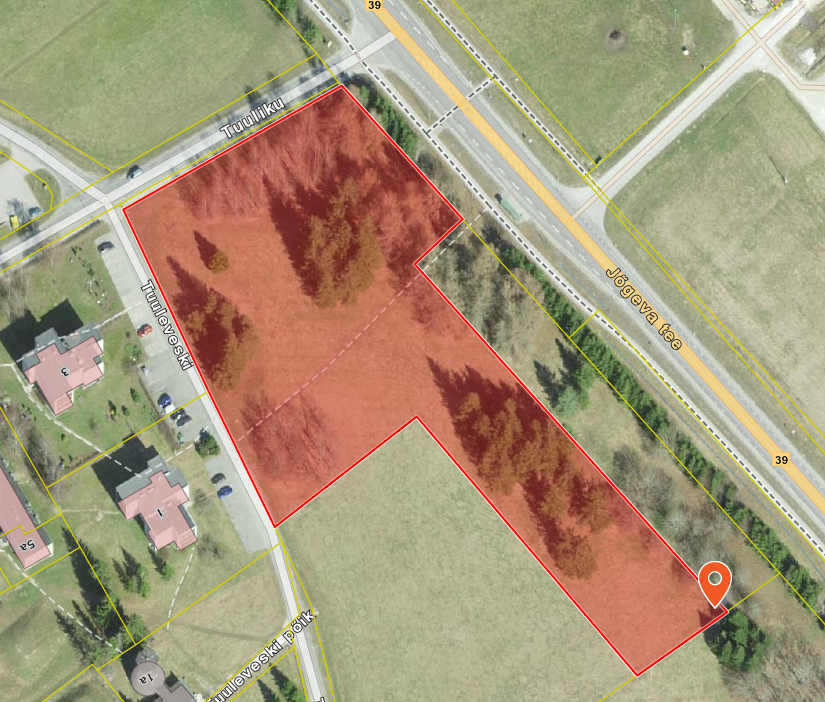 39
Tuuliku
Tuuleveski
Jõgeva tee
3
39
1
5a
1a
Tuuleveski põik